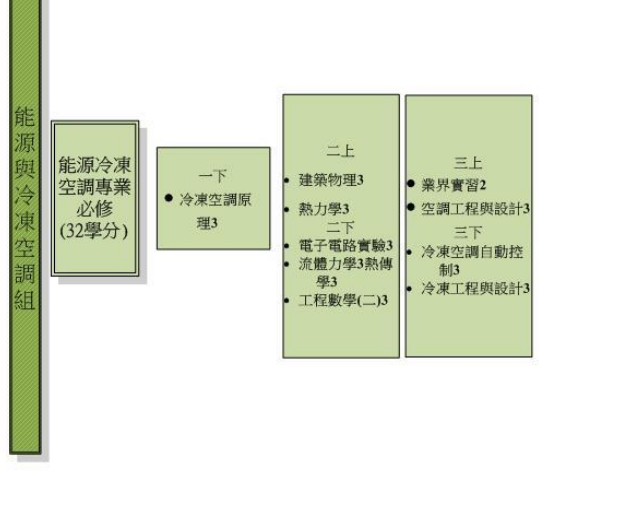 能源與冷凍空調組
能源冷凍
空調專業
必修
(32學分)
一下
● 冷凍空調原
理3
二上
• 建築物理3
• 熱力學3
二下
• 電子電路實驗3
• 流體力學3熱傳
學3
• 工程數學(二)3
三上
● 業界實習2
● 空調工程與設計3
三下
• 冷凍空調自動控
制3
• 冷凍工程與設計3